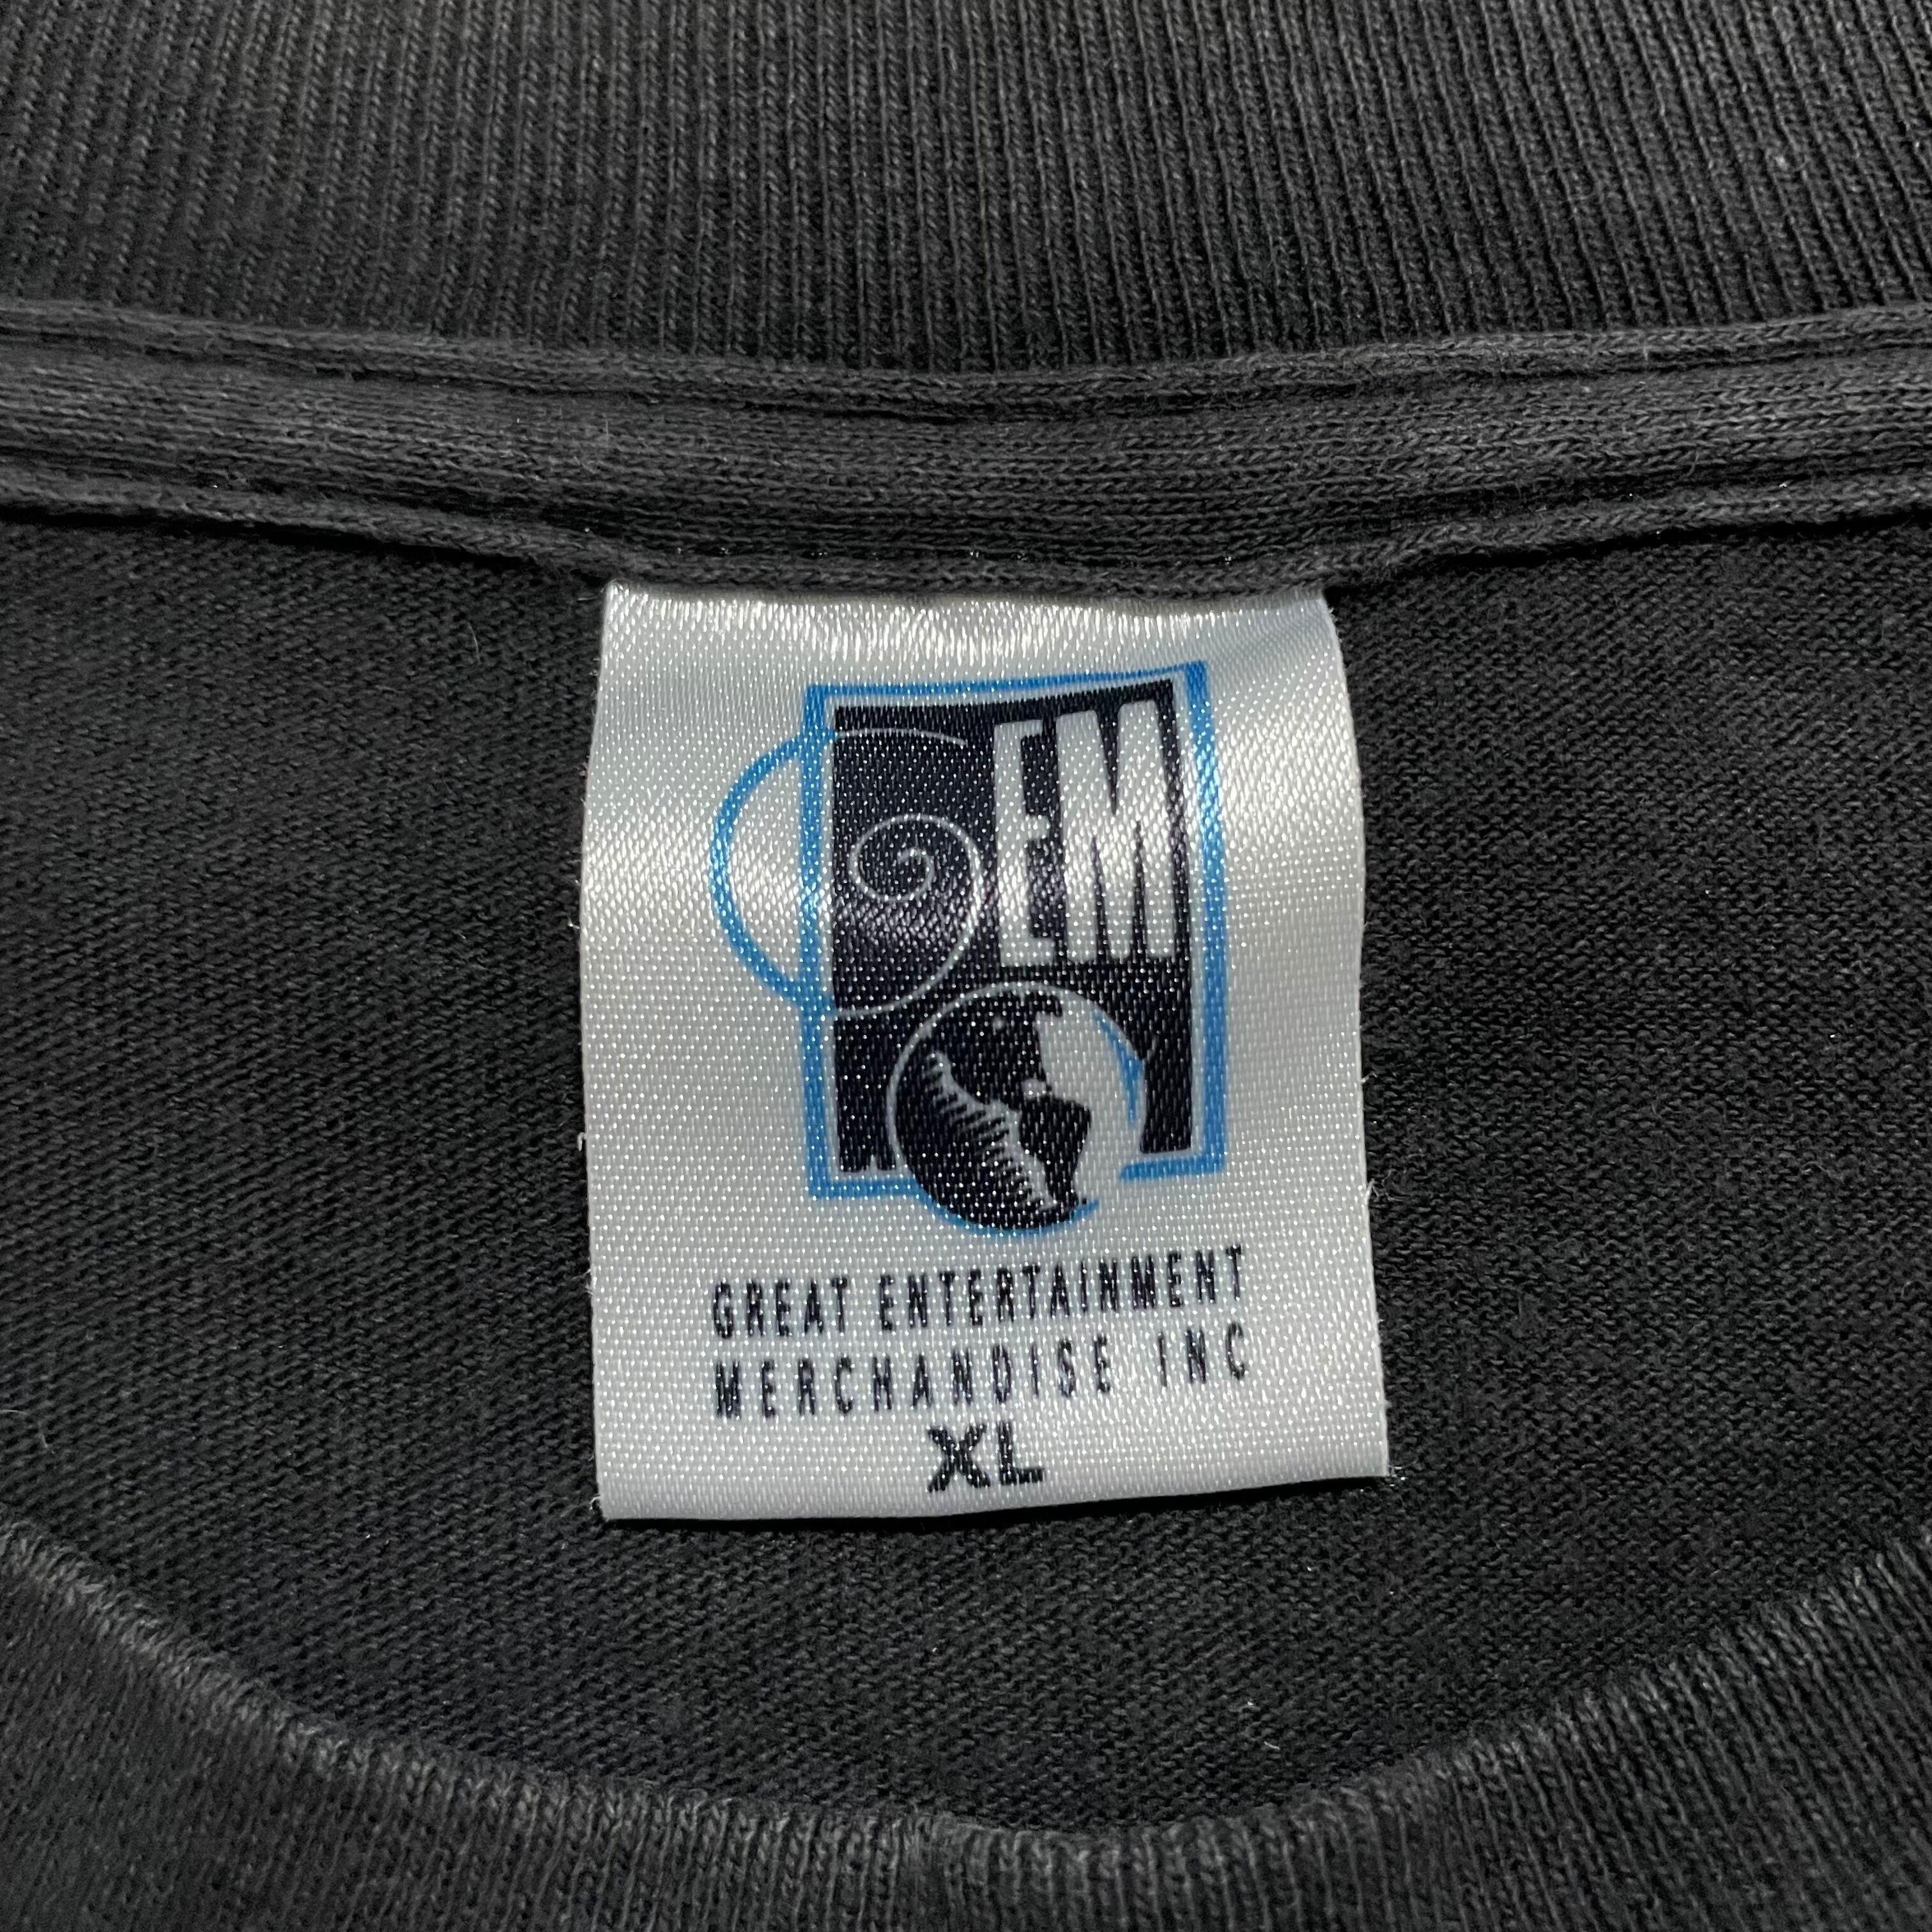 GEM
GREAT ENTERTAINMENT
MERCHANDISE INC
XL